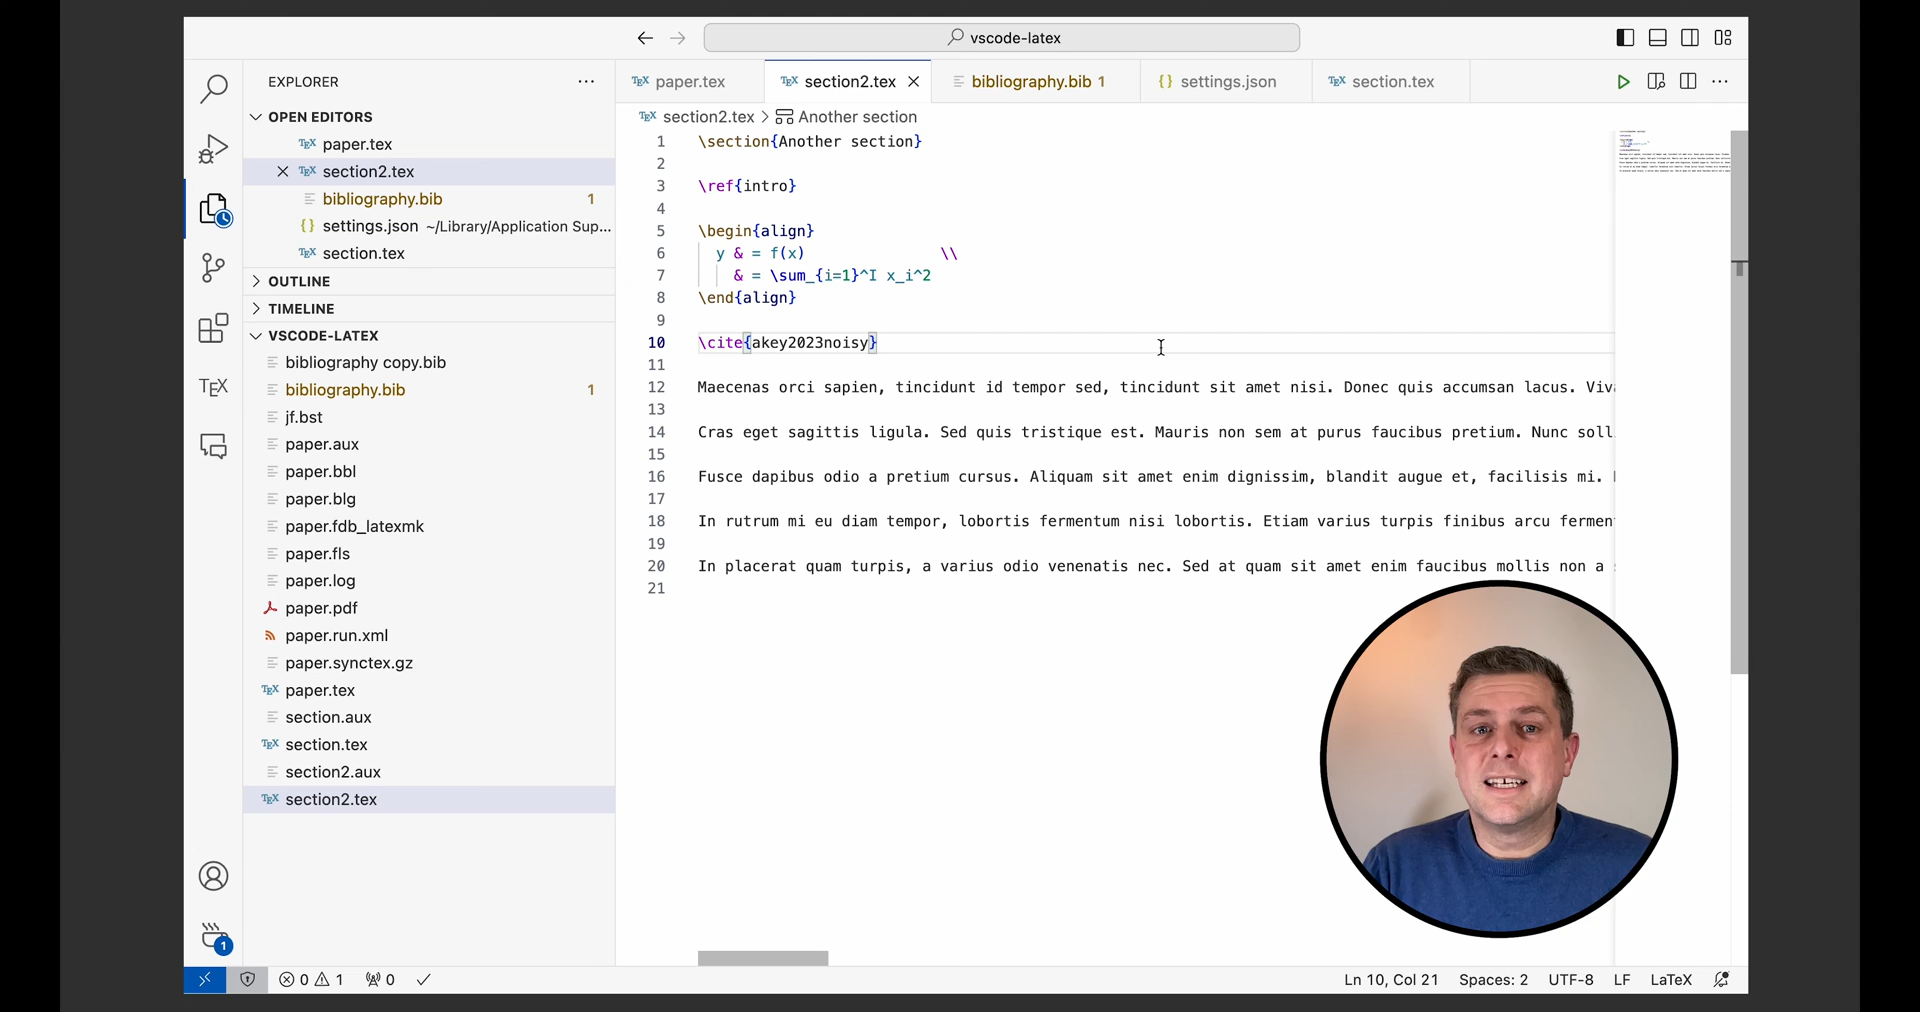 vscode-latex
EXPLORER
paper.tex
section2.tex
bibliography.bib 1
settings.json
section.tex
OPEN EDITORS
paper.tex
section2.tex
bibliography.bib 1
settings.json ~/Library/Application Sup...
section.tex
OUTLINE
TIMELINE
VSCODE-LATEX
bibliography copy.bib
bibliography.bib 1
jf.bst
paper.aux
paper.bbl
paper.blg
paper.fdb_latexmk
paper.fls
paper.log
paper.pdf
paper.run.xml
paper.synctex.gz
TEX paper.tex
section.aux
TEX section.tex
section2.aux
TEX section2.tex
TEX
1
section2.tex > Another section
1 \section{Another section}
2
3 \ref{intro}
4
5 \begin{align}
6 y & = f(x) \\
7 & = \sum_{i=1}^I x_i^2
8 \end{align}
9
10 \cite{akey2023noisy}
11
12 Maecenas orci sapien, tincidunt id tempor sed, tincidunt sit amet nisi. Donec quis accumsan lacus. Viv
13
14 Cras eget sagittis ligula. Sed quis tristique est. Mauris non sem at purus faucibus pretium. Nunc soll
15
16 Fusce dapibus odio a pretium cursus. Aliquam sit amet enim dignissim, blandit augue et, facilisis mi.
17
18 In rutrum mi eu diam tempor, lobortis fermentum nisi lobortis. Etiam varius turpis finibus arcu fermen
19
20 In placerat quam turpis, a varius odio venenatis nec. Sed at quam sit amet enim faucibus mollis non a
21
0 1 0
Ln 10, Col 21 Spaces: 2 UTF-8 LF LaTeX